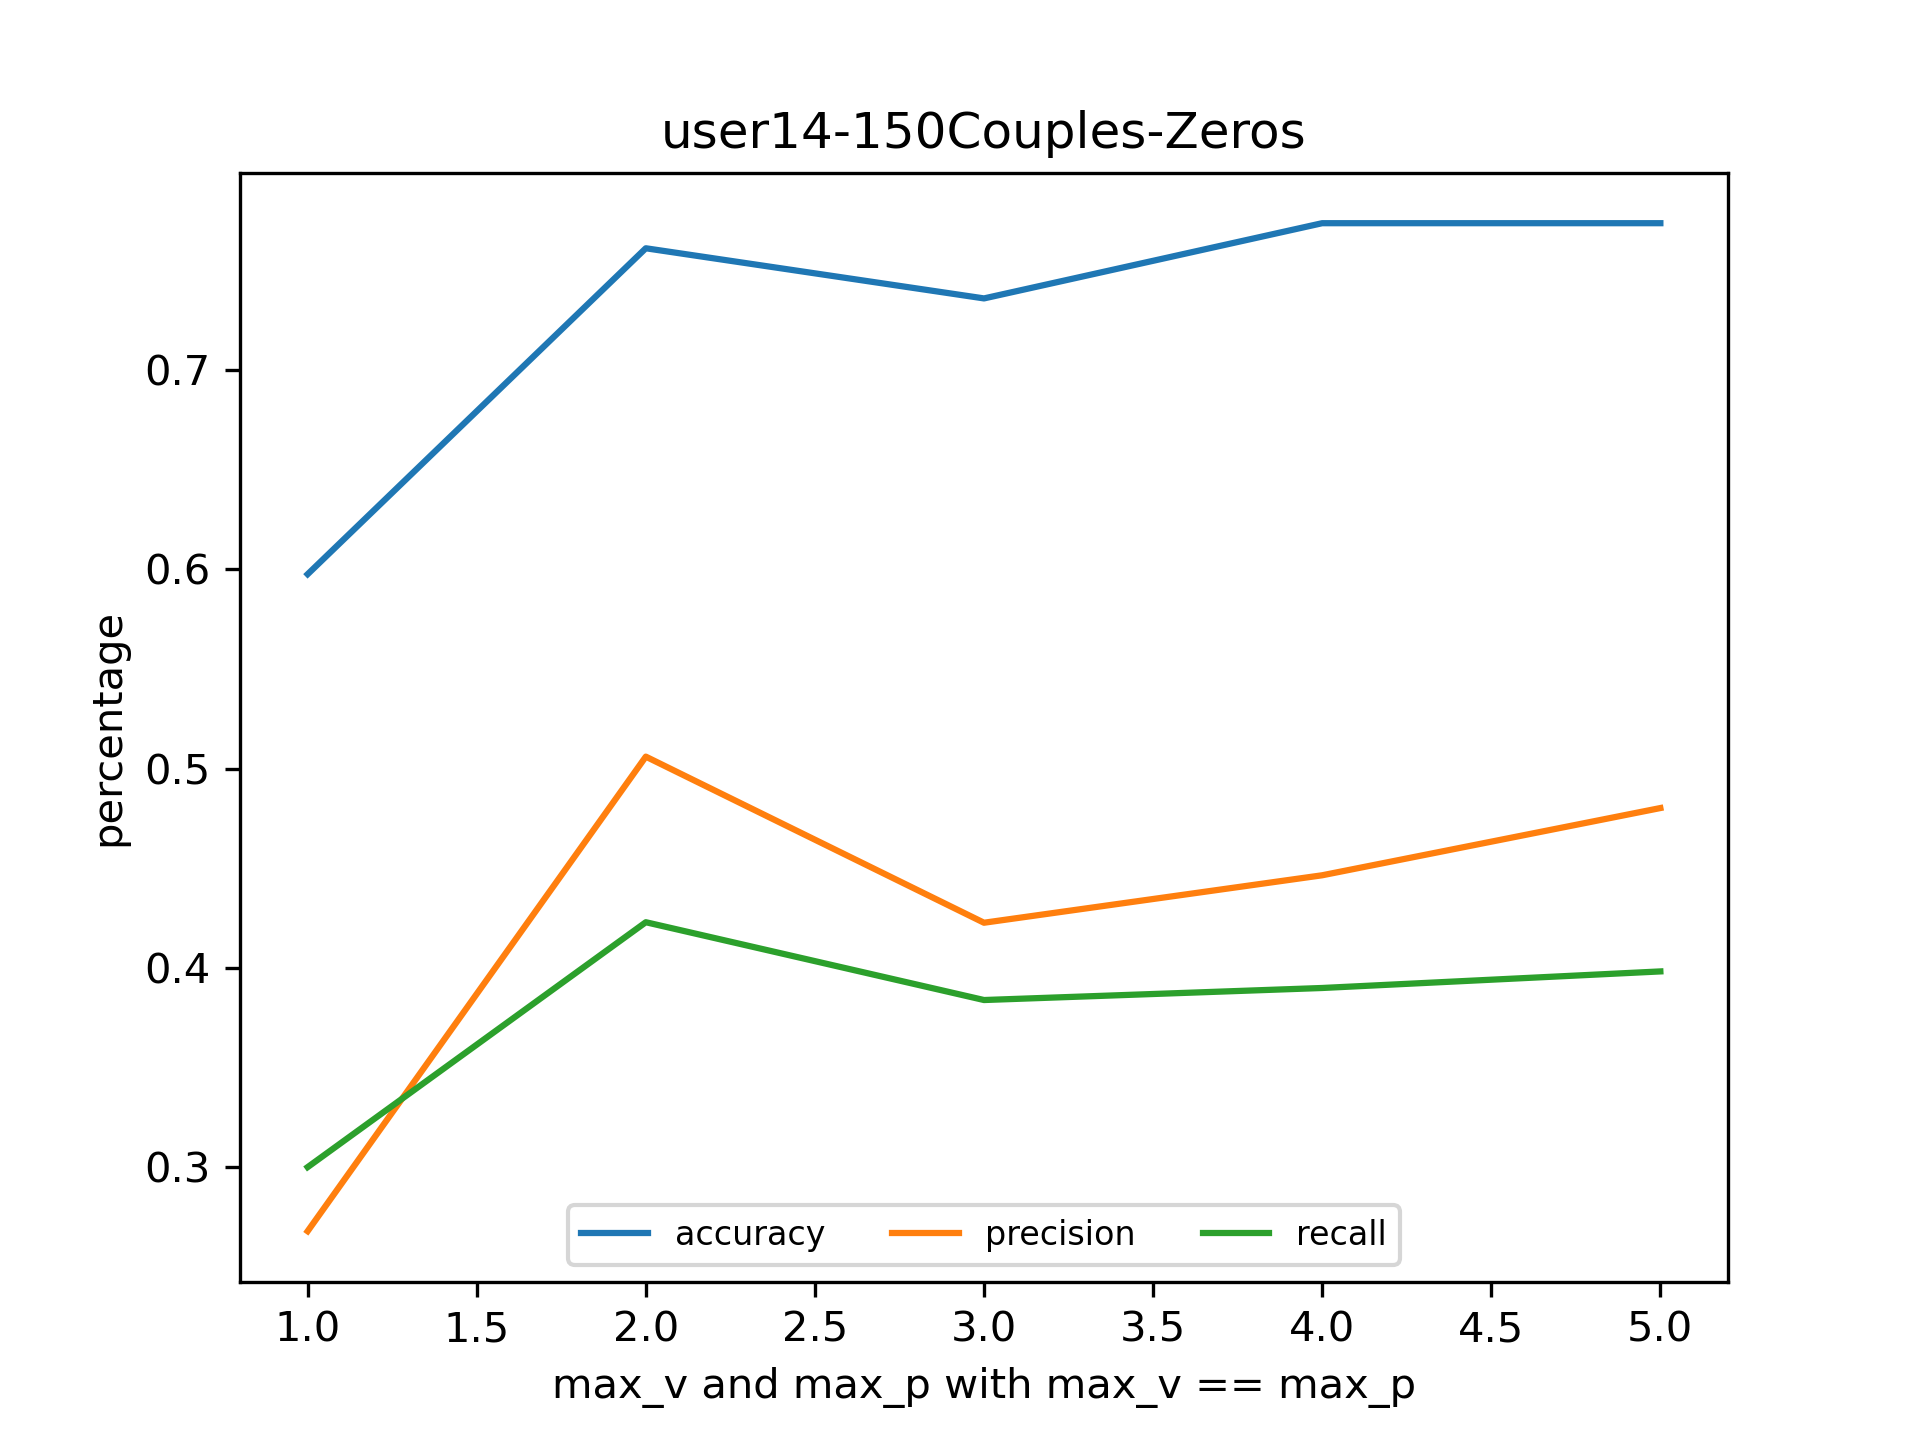 user14-150Couples-Zeros
percentage
0.7
0.6
0.5
0.4
0.3
accuracy precision recall
1.0 1.5 2.0 2.5 3.0 3.5 4.0 4.5 5.0
max_v and max_p with max_v == max_p